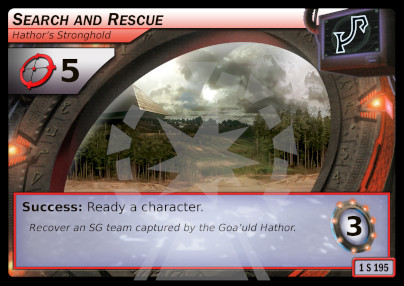 Search and Rescue
Hathor's Stronghold
5
Success: Ready a character.
Recover an SG team captured by the Goa'uld Hathor.
3
1 S 195